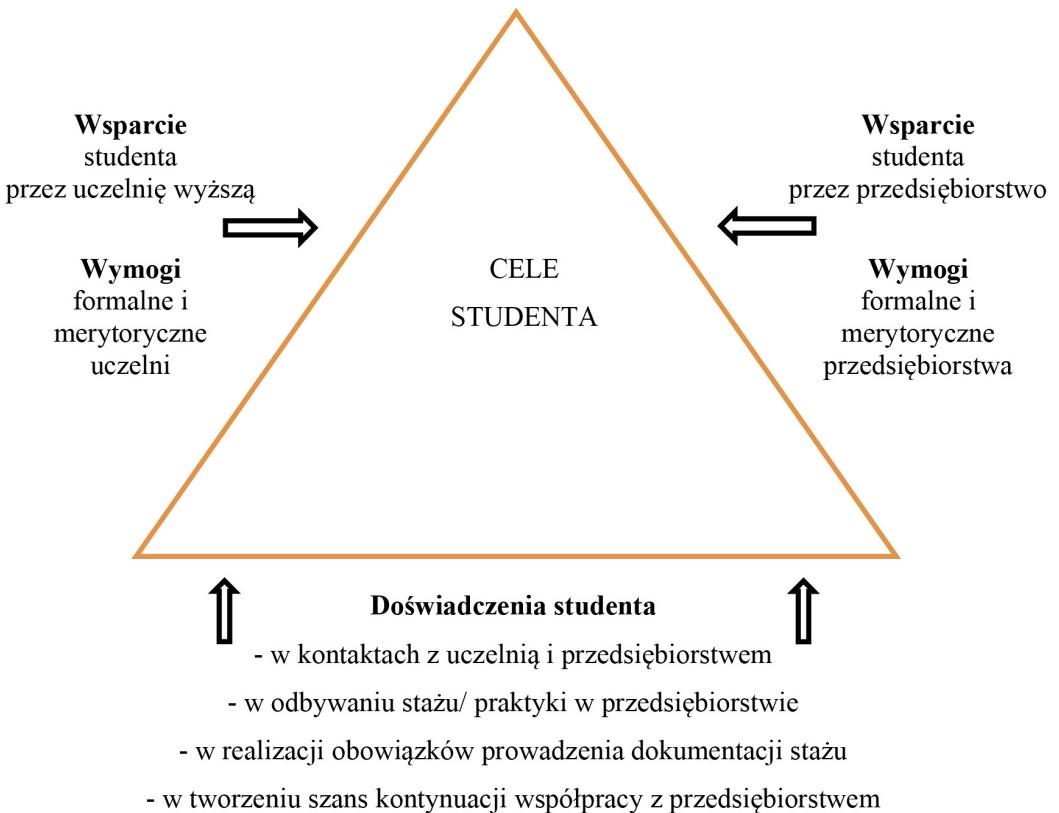 Wsparcie
studenta
przez uczelnię wyższą
Wymogi
formalne i
merytoryczne
uczelni
CELE
STUDENTA
Wsparcie
studenta
przez przedsiębiorstwo
Wymogi
formalne i
merytoryczne
przedsiębiorstwa
Doświadczenia studenta
- w kontaktach z uczelnią i przedsiębiorstwem
- w odbywaniu stażu/ praktyki w przedsiębiorstwie
- w realizacji obowiązków prowadzenia dokumentacji stażu
- w tworzeniu szans kontynuacji współpracy z przedsiębiorstwem